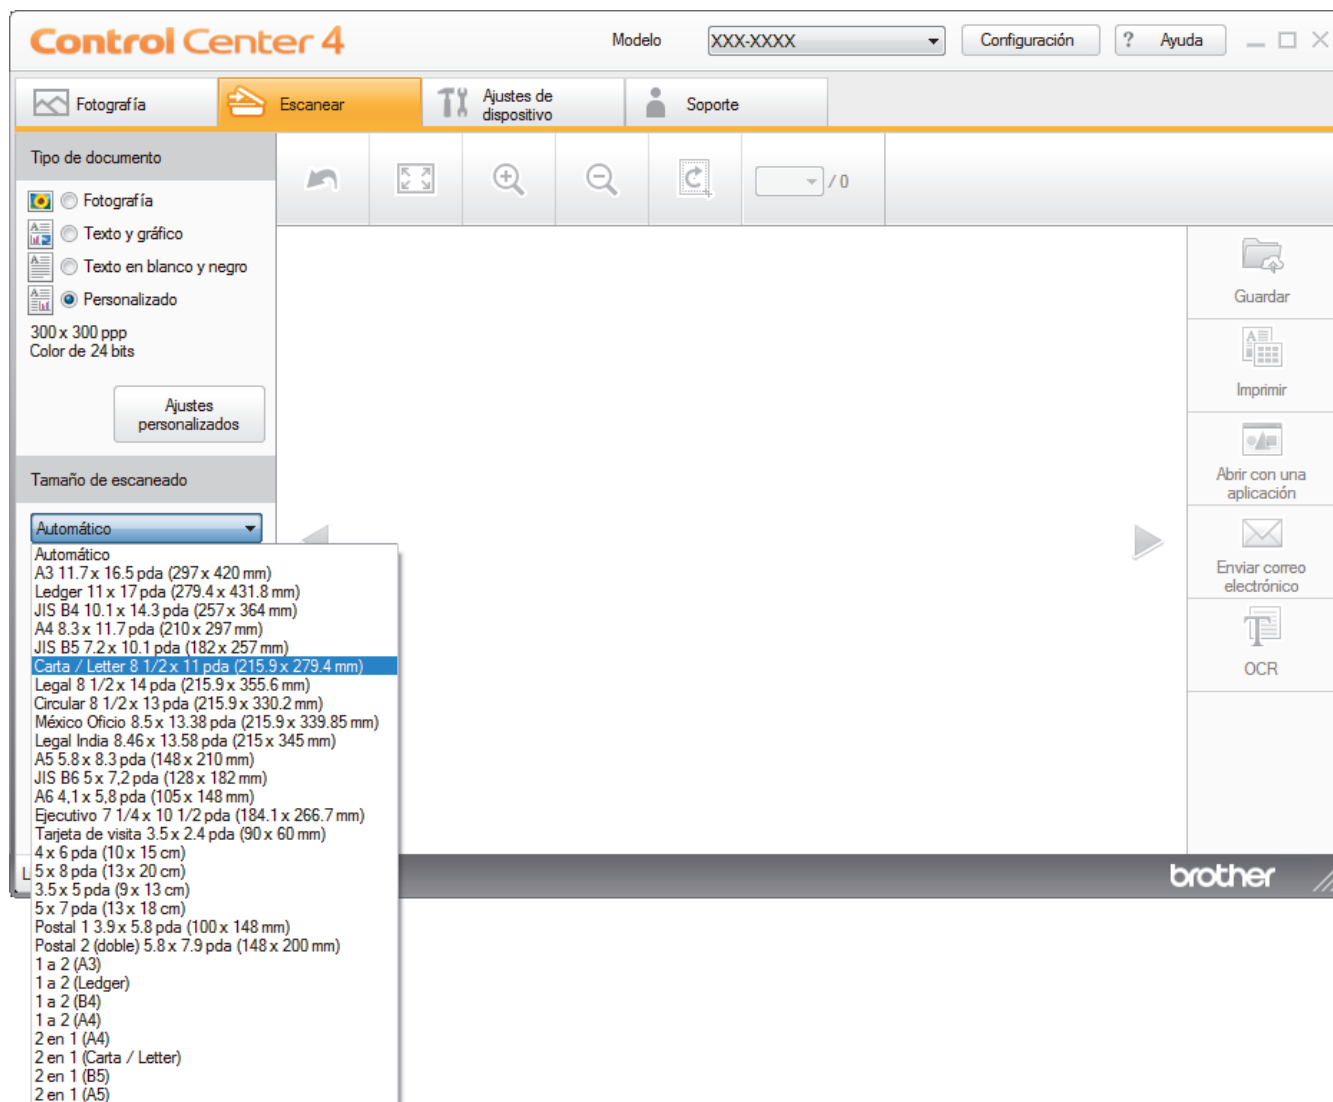 Control Center 4
Modelo
XXX-XXXX
Configuración
? Ayuda
Fotografía
Escanear
Ajustes de
dispositivo
Soporte
Tipo de documento
/ 0
Fotografía
Texto y gráfico
Texto en blanco y negro
Personalizado
300 x 300 ppp
Color de 24 bits
Ajustes
personalizados
Tamaño de escaneado
Automático
Automático
A3 11.7 x 16.5 pda (297 x 420 mm)
Ledger 11 x 17 pda (279.4 x 431.8 mm)
JIS B4 10.1 x 14.3 pda (257 x 364 mm)
A4 8.3 x 11.7 pda (210 x 297 mm)
JIS B5 7.2 x 10.1 pda (182 x 257 mm)
Carta / Letter 8 1/2 x 11 pda (215.9 x 279.4 mm)
Legal 8 1/2 x 14 pda (215.9 x 355.6 mm)
Circular 8 1/2 x 13 pda (215.9 x 330.2 mm)
México Oficio 8.5 x 13.38 pda (215.9 x 339.85 mm)
Legal India 8.46 x 13.58 pda (215 x 345 mm)
A5 5.8 x 8.3 pda (148 x 210 mm)
JIS B6 5 x 7,2 pda (128 x 182 mm)
A6 4,1 x 5,8 pda (105 x 148 mm)
Ejecutivo 7 1/4 x 10 1/2 pda (184.1 x 266.7 mm)
Tarjeta de visita 3.5 x 2.4 pda (90 x 60 mm)
4 x 6 pda (10 x 15 cm)
5 x 8 pda (13 x 20 cm)
3.5 x 5 pda (9 x 13 cm)
5 x 7 pda (13 x 18 cm)
Postal 1 3.9 x 5.8 pda (100 x 148 mm)
Postal 2 (doble) 5.8 x 7.9 pda (148 x 200 mm)
1 a 2 (A3)
1 a 2 (Ledger)
1 a 2 (B4)
1 a 2 (A4)
2 en 1 (A4)
2 en 1 (Carta / Letter)
2 en 1 (B5)
2 en 1 (A5)
Guardar
Imprimir
Abrir con una
aplicación
Enviar correo
electrónico
OCR
brother